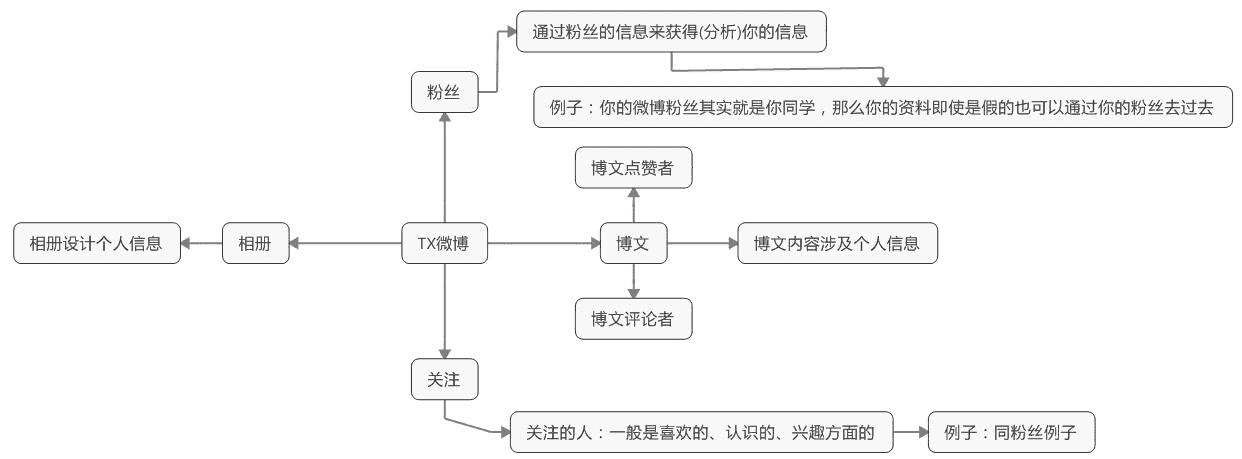 通过粉丝的信息来获得(分析)你的信息
粉丝
例子：你的微博粉丝其实就是你同学，那么你的资料即使是假的也可以通过你的粉丝去过去
博文点赞者
相册设计个人信息
相册
TX微博
博文
博文内容涉及个人信息
博文评论者
关注
关注的人：一般是喜欢的、认识的、兴趣方面的
例子：同粉丝例子